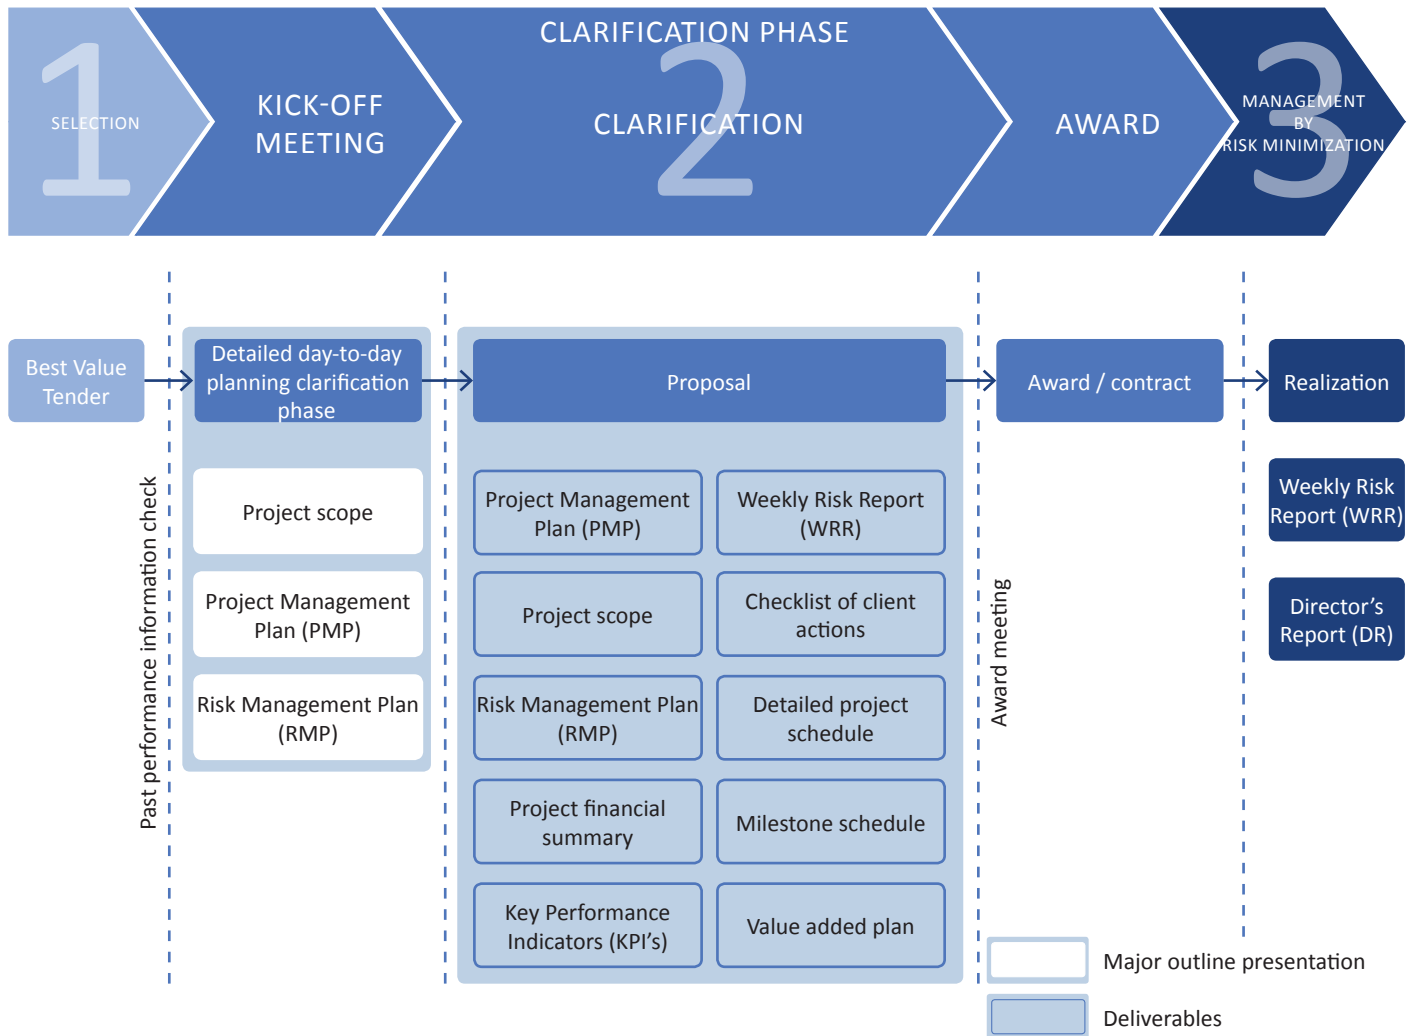 CLARIFICATION PHASE
1
SELECTION
KICK-OFF
MEETING
2
CLARIFICATION
AWARD
3
MANAGEMENT
BY
RISK MINIMIZATION
Best Value
Tender
Detailed day-to-day
planning clarification
phase
Proposal
Award / contract
Realization
Past performance information check
Project scope
Project Management
Plan (PMP)
Risk Management Plan
(RMP)
Project Management
Plan (PMP)
Weekly Risk Report
(WRR)
Project scope
Checklist of client
actions
Risk Management Plan
(RMP)
Detailed project
schedule
Project financial
summary
Milestone schedule
Key Performance
Indicators (KPI's)
Value added plan
Award meeting
Weekly Risk
Report (WRR)
Director's
Report (DR)
Major outline presentation
Deliverables